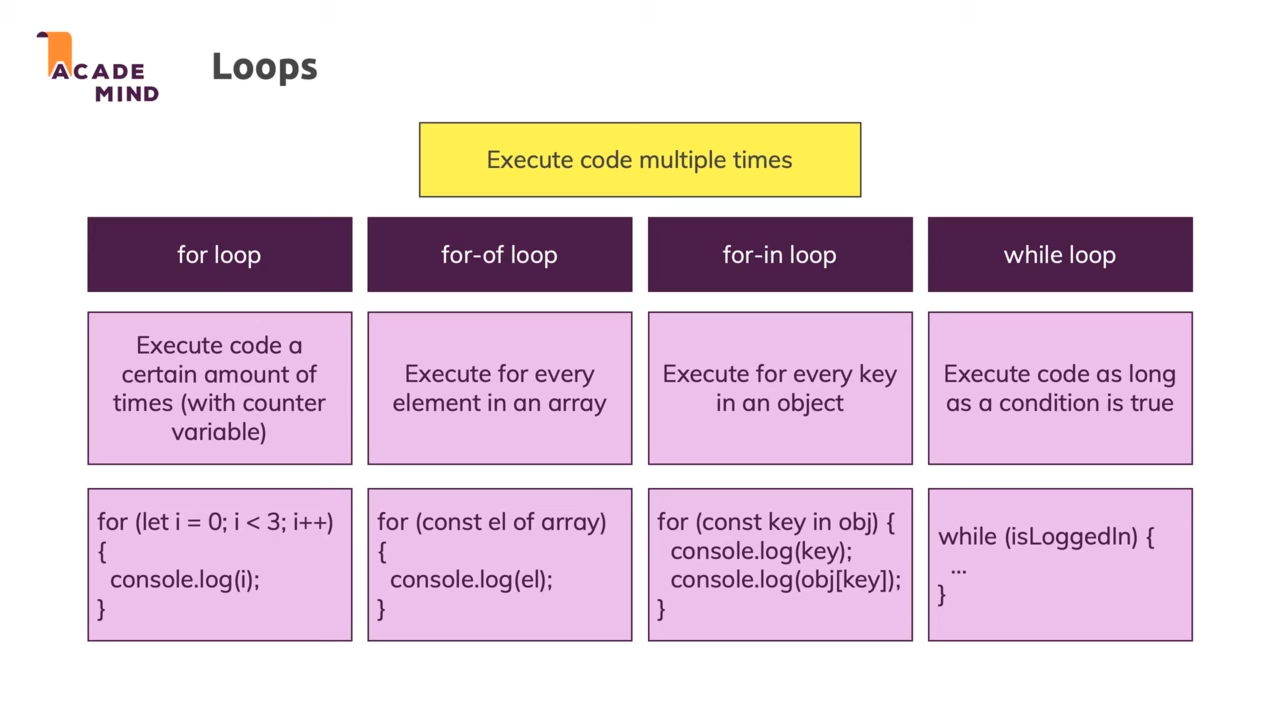 ACADE
MIND
Loops
Execute code multiple times
for loop
for-of loop
for-in loop
while loop
Execute code a
certain amount of
times (with counter
variable)
Execute for every
element in an array
Execute for every key
in an object
Execute code as long
as a condition is true
for (let i = 0; i < 3; i++)
{
  console.log(i);
}
for (const el of array)
{
  console.log(el);
}
for (const key in obj) {
  console.log(key);
  console.log(obj[key]);
}
while (isLoggedIn) {
  ...
}